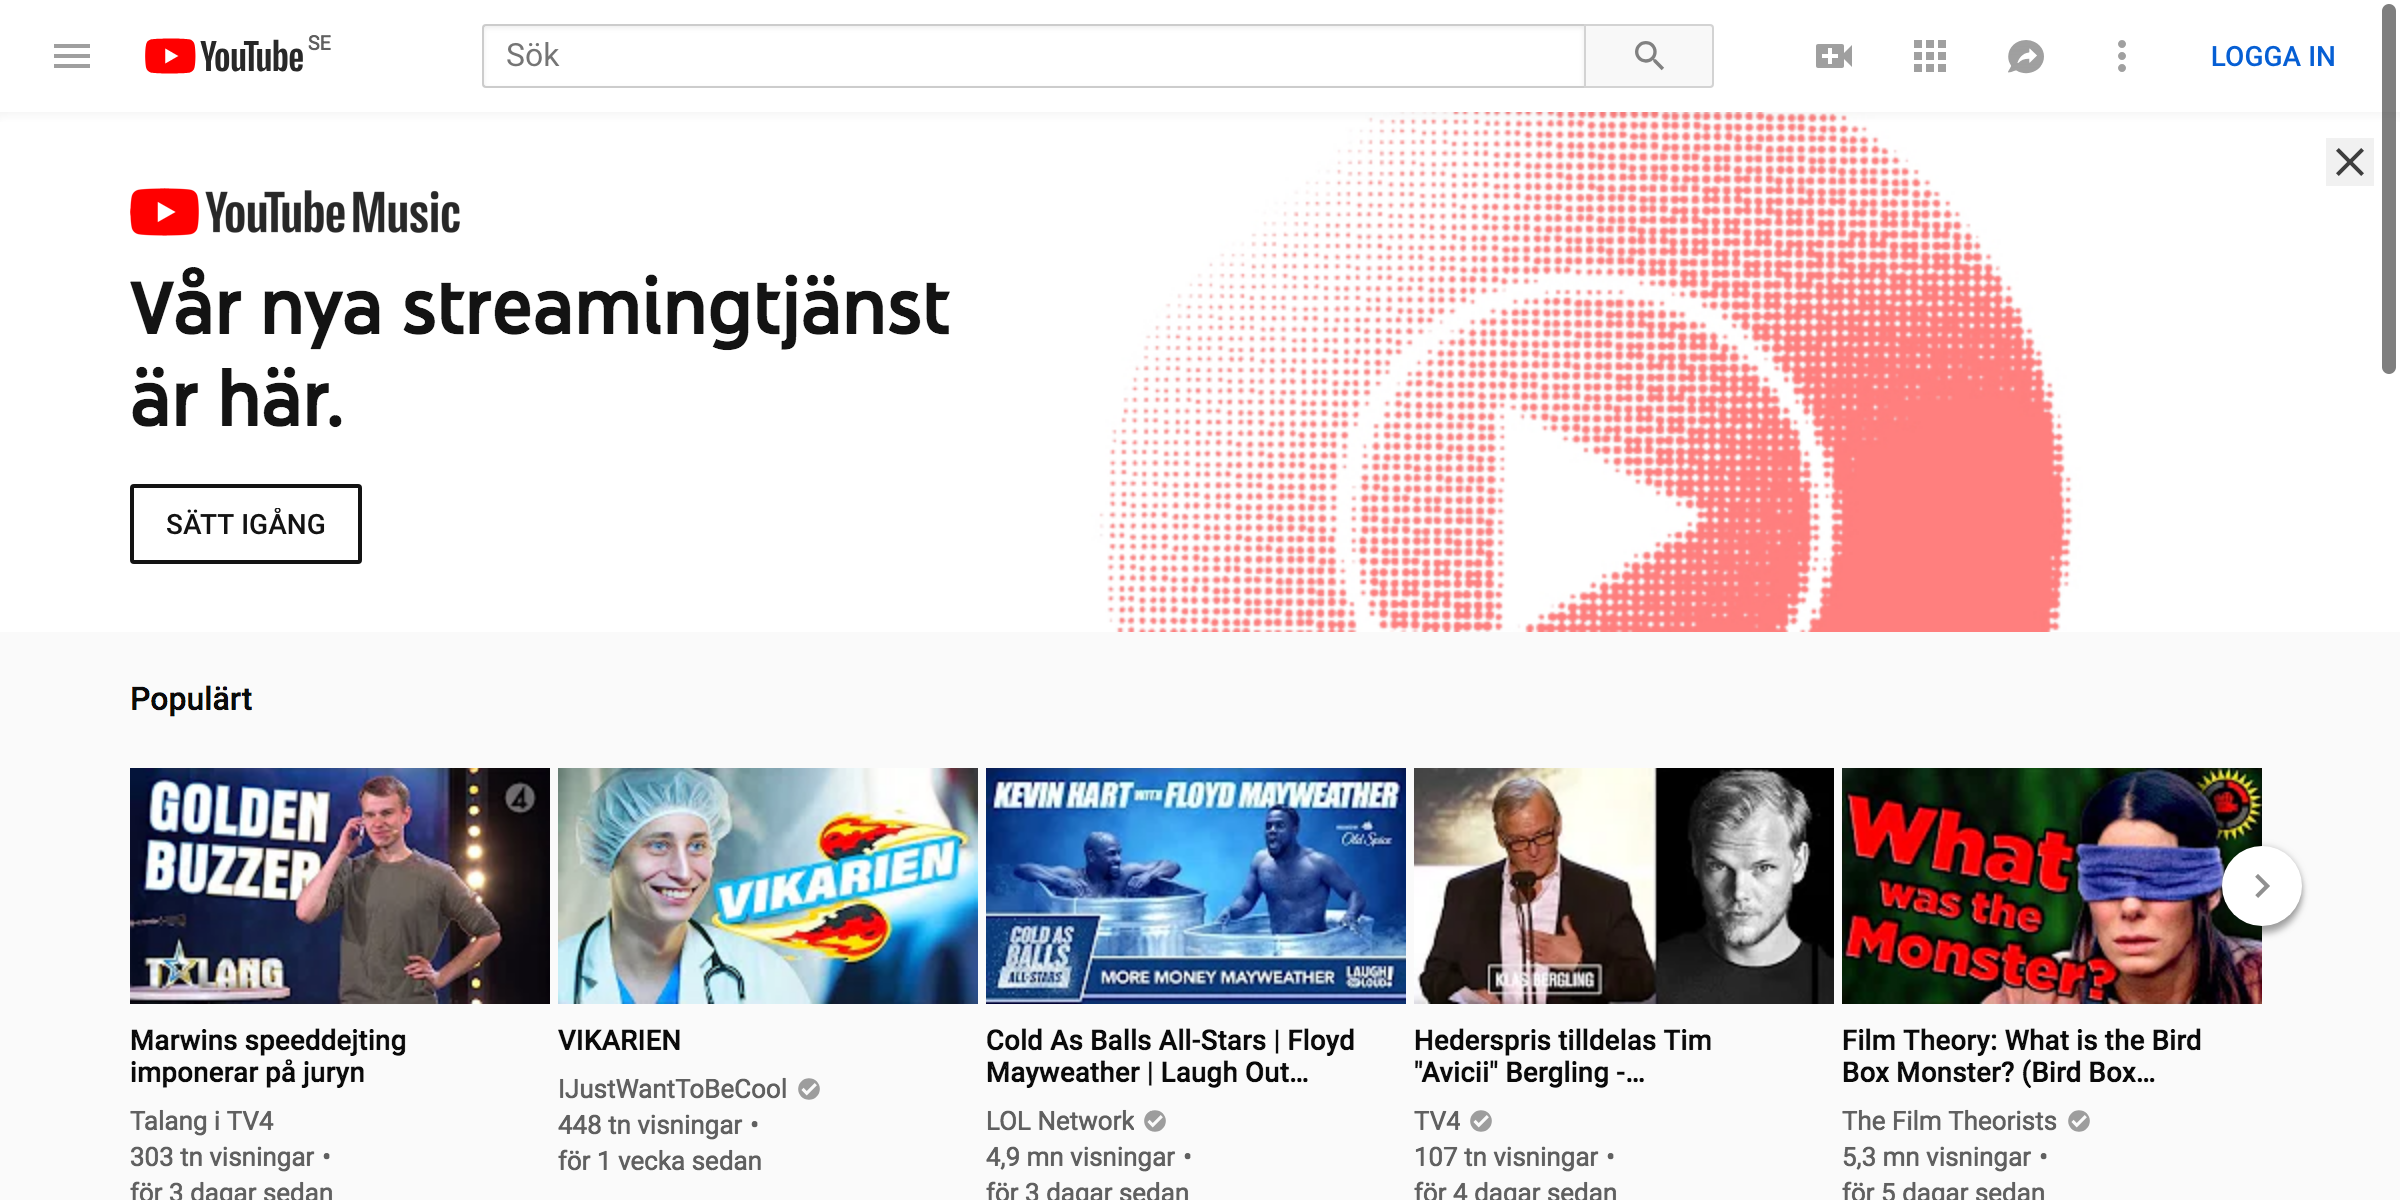 YouTube SE
Sök
LOGGA IN
YouTube Music
Vår nya streamingtjänst
är här.
SÄTT IGÅNG
Populärt
GOLDEN
BUZZER
4
TALANG
VIKARIEN
KEVIN HART WITH FLOYD MAYWEATHER
Old Spice
COLD AS
BALLS
ALL-STARS
MORE MONEY MAYWEATHER
LAUGH
OUT LOUD!
KLAS BERGLING
What
was the
Monster?
Marwins speeddejting
imponerar på juryn
Talang i TV4
303 tn visningar •
för 3 dagar sedan
VIKARIEN
IJustWantToBeCool
448 tn visningar •
för 1 vecka sedan
Cold As Balls All-Stars | Floyd
Mayweather | Laugh Out...
LOL Network
4,9 mn visningar •
för 3 dagar sedan
Hederspris tilldelas Tim
"Avicii" Bergling -...
TV4
107 tn visningar •
för 4 dagar sedan
Film Theory: What is the Bird
Box Monster? (Bird Box...
The Film Theorists
5,3 mn visningar •
för 5 dagar sedan